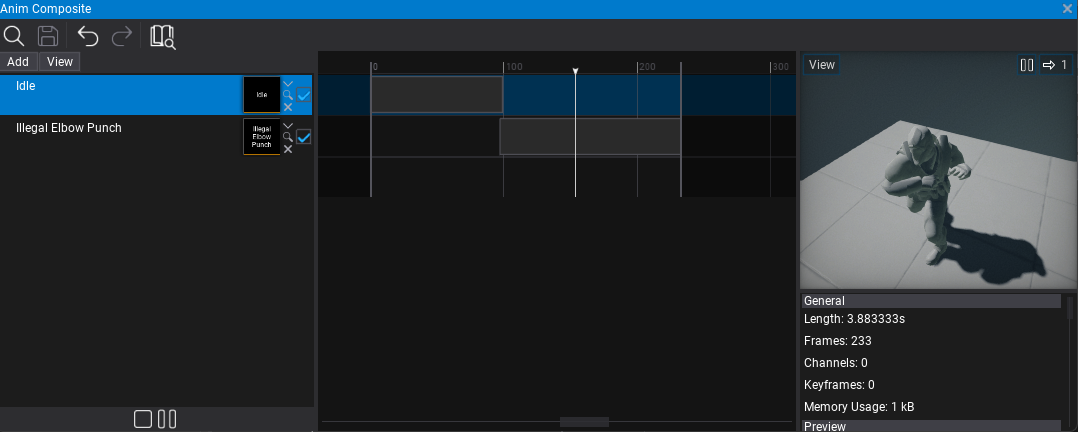 Anim Composite
Add View
Idle
Idle
Illegal Elbow Punch
Illegal
Elbow
Punch
0 100 200 300
View
1
General
Length: 3.883333s
Frames: 233
Channels: 0
Keyframes: 0
Memory Usage: 1 kB
Preview